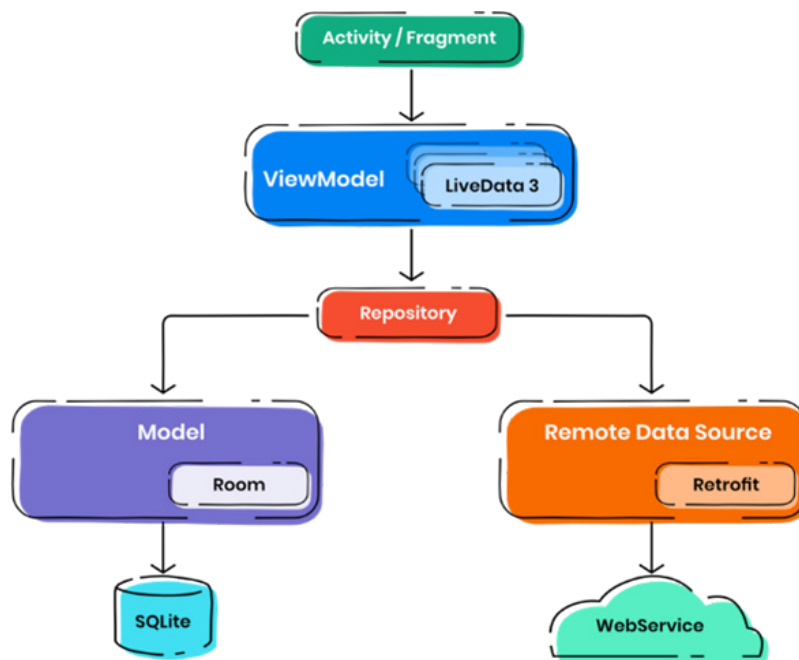 Activity / Fragment
ViewModel
LiveData 3
Repository
Model
Room
Remote Data Source
Retrofit
SQLite
WebService